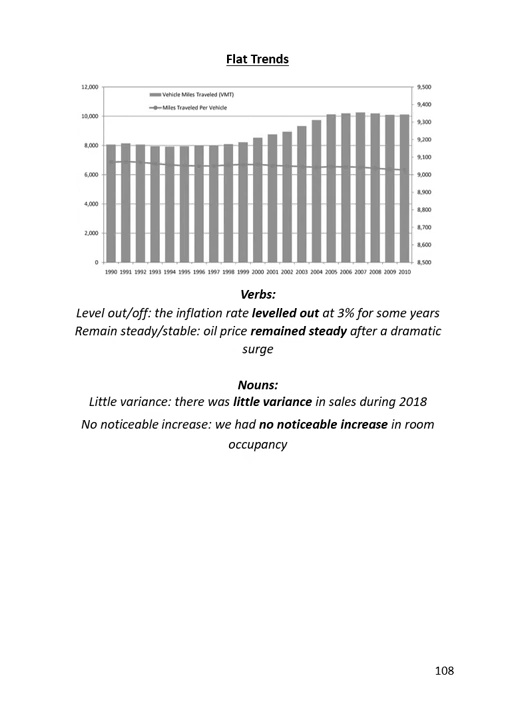 Flat Trends
Vehicle Miles Traveled (VMT)
Miles Traveled Per Vehicle
12,000
10,000
8,000
6,000
4,000
2,000
0
9,500
9,400
9,300
9,200
9,100
9,000
8,900
8,800
8,700
8,600
8,500
1990 1991 1992 1993 1994 1995 1996 1997 1998 1999 2000 2001 2002 2003 2004 2005 2006 2007 2008 2009 2010
Verbs:
Level out/off: the inflation rate levelled out at 3% for some years
Remain steady/stable: oil price remained steady after a dramatic
surge
Nouns:
Little variance: there was little variance in sales during 2018
No noticeable increase: we had no noticeable increase in room
occupancy
108